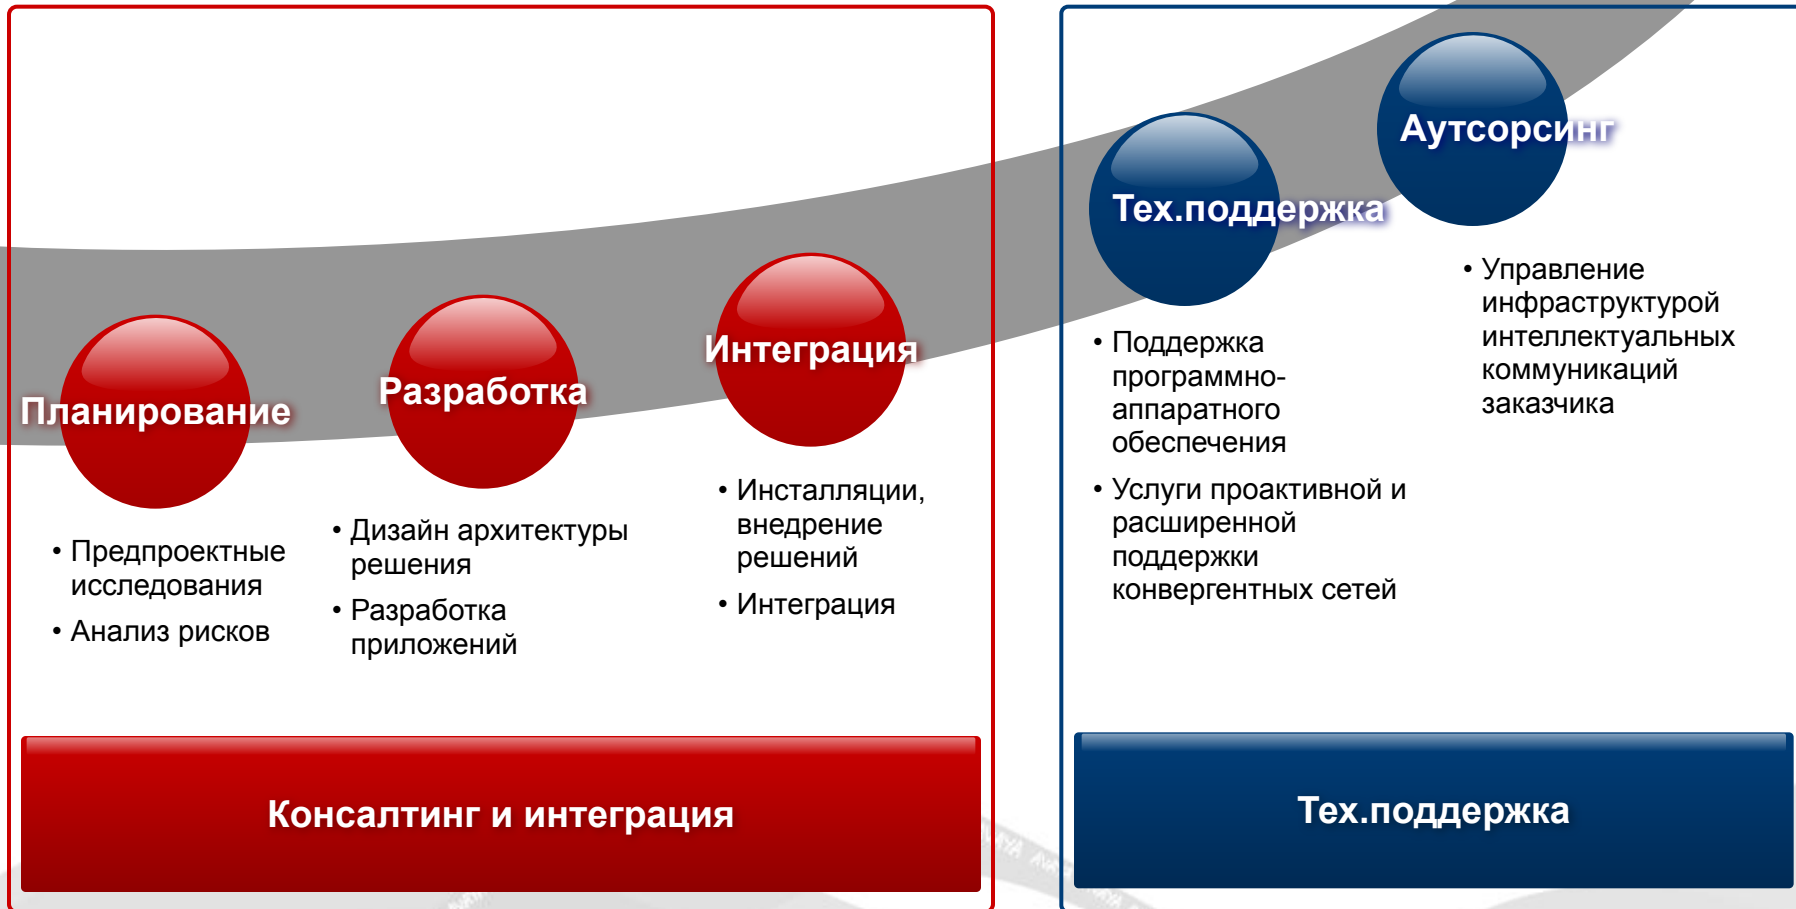 Планирование
• Предпроектные
исследования
• Анализ рисков
Разработка
• Дизайн архитектуры
решения
• Разработка
приложений
Интеграция
• Инсталляции,
внедрение
решений
• Интеграция
Консалтинг и интеграция
Тех.поддержка
• Поддержка
программно-
аппаратного
обеспечения
• Услуги проактивной и
расширенной
поддержки
конвергентных сетей
Аутсорсинг
• Управление
инфраструктурой
интеллектуальных
коммуникаций
заказчика
Тех.поддержка